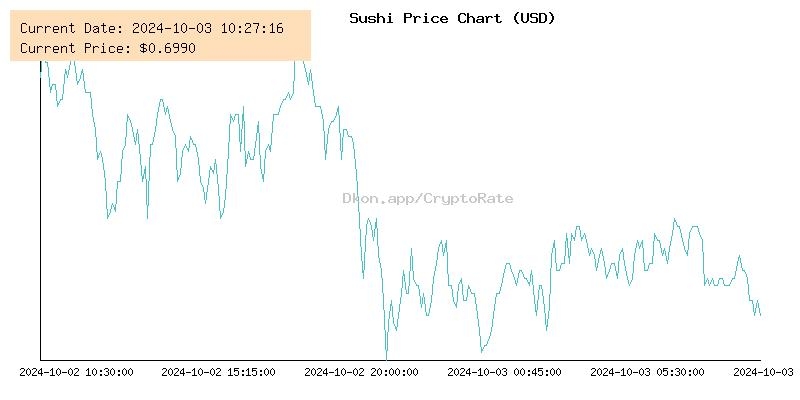 Sushi Price Chart (USD)
Current Date: 2024-10-03 10:27:16
Current Price: $0.6990
Dkon.app/CryptoRate
2024-10-02 10:30:00 2024-10-02 15:15:00 2024-10-02 20:00:00 2024-10-03 00:45:00 2024-10-03 05:30:00 2024-10-03